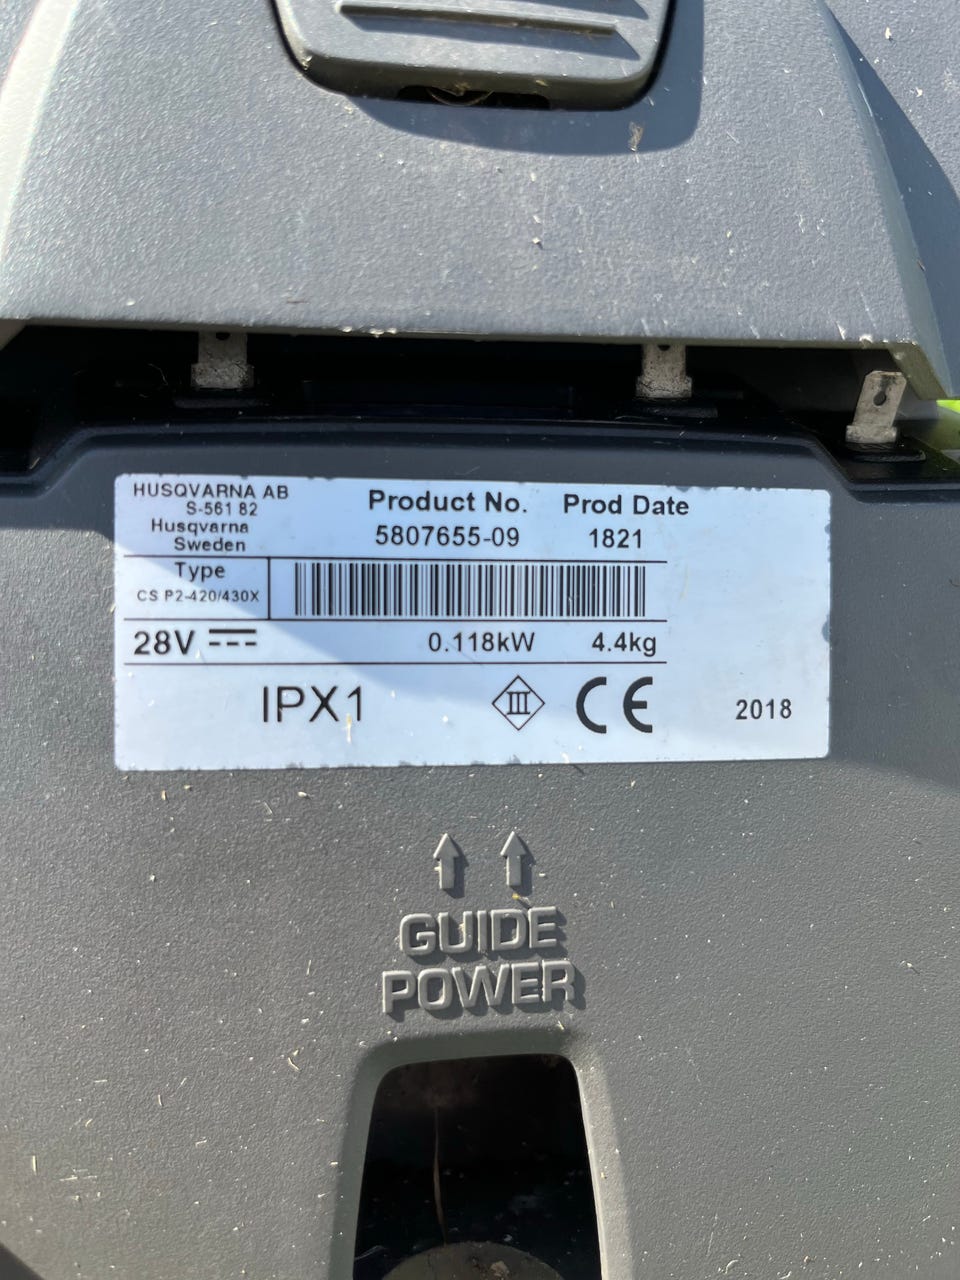 HUSQVARNA AB
S-561 82
Husqvarna
Sweden
Product No.
5807655-09
Prod Date
1821
Type
CS P2-420/430X
28V
0.118kW
4.4kg
IPX1
III
CE
2018
GUIDE
POWER